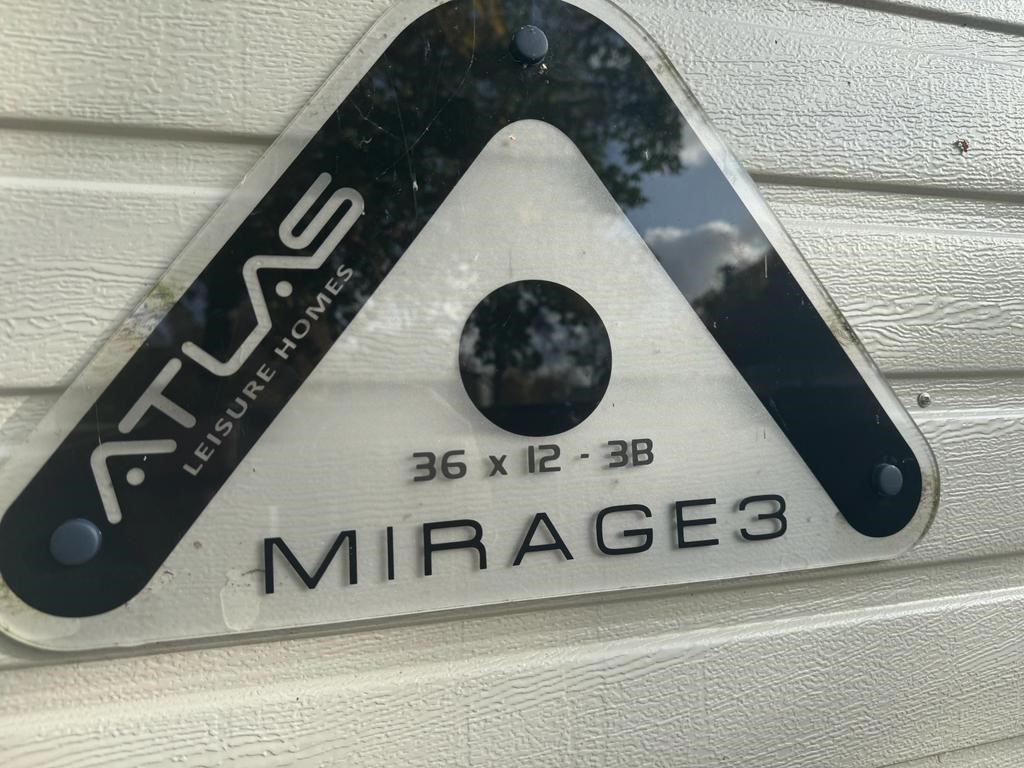 ATLAS
LEISURE HOMES
36 x 12 - 3B
MIRAGE3